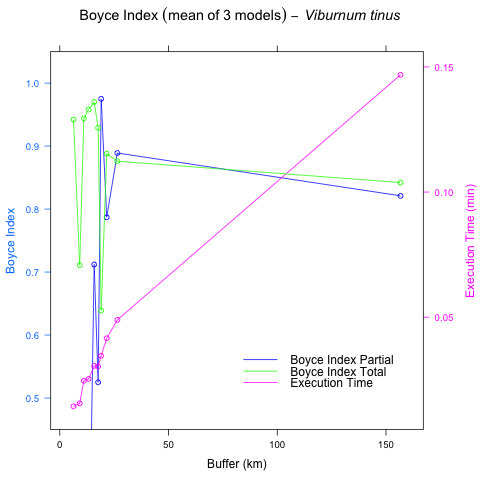 Boyce Index (mean of 3 models) – Viburnum tinus
1.0
0.9
0.8
0.7
0.6
0.5
Boyce Index
0.15
0.10
0.05
Execution Time (min)
Boyce Index Partial
Boyce Index Total
Execution Time
0 50 100 150
Buffer (km)